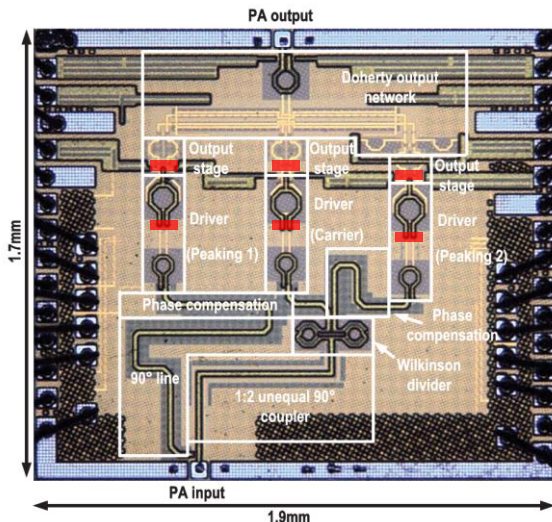 PA output
Doherty output
network
Output
stage
Output
stage
Output
stage
Driver
(Peaking 1)
Driver
(Carrier)
Driver
(Peaking 2)
Phase compensation
Phase
compensation
Wilkinson
divider
90° line
1:2 unequal 90°
coupler
1.7mm
PA input
1.9mm